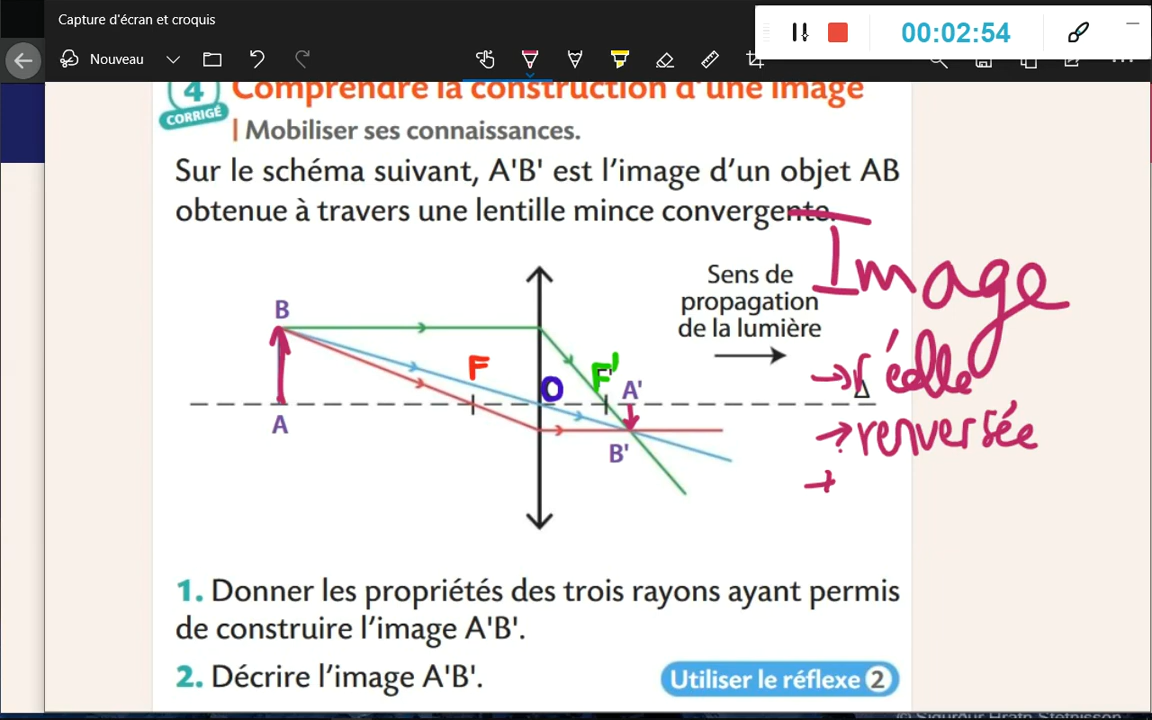 Capture d'écran et croquis
00:02:54
Nouveau
4 Comprendre la construction d'une image
CORRIGÉ
| Mobiliser ses connaissances.
Sur le schéma suivant, A'B' est l'image d'un objet AB
obtenue à travers une lentille mince convergente.
Image
Sens de
propagation
de la lumière
B
F
F'
O
A'
→ réelle
Δ
A
→ renversée
B'
+
1. Donner les propriétés des trois rayons ayant permis
de construire l'image A'B'.
2. Décrire l'image A'B'.
Utiliser le réflexe 2